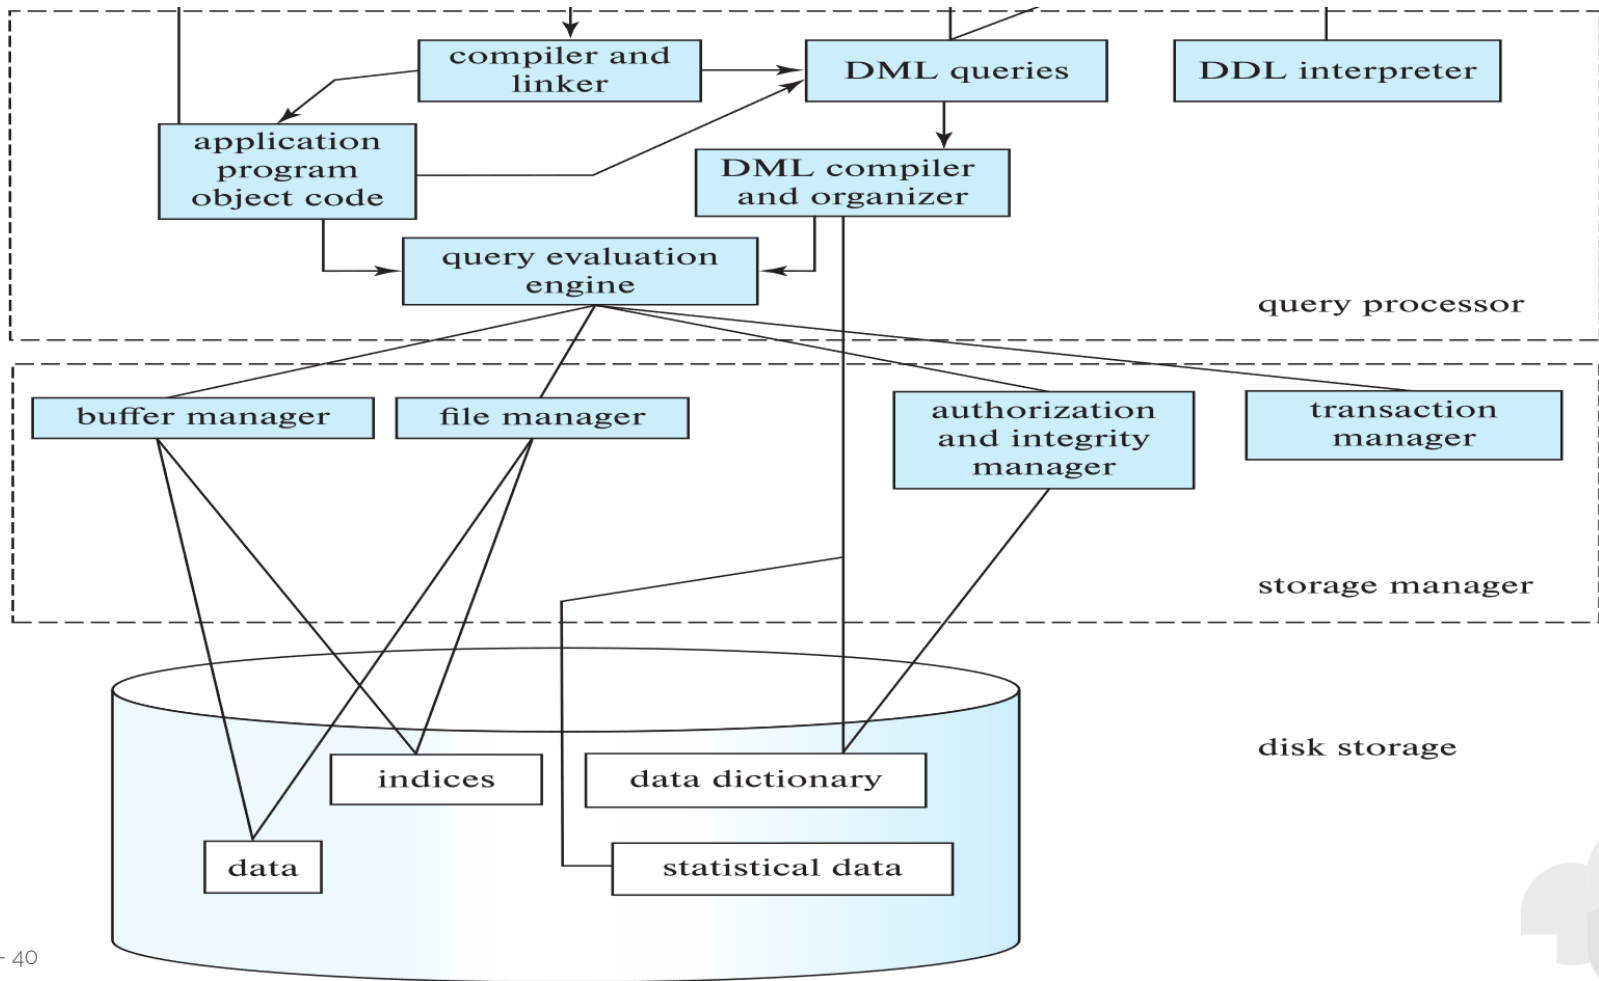 compiler and
linker
DML queries
DDL interpreter
application
program
object code
DML compiler
and organizer
query evaluation
engine
query processor
buffer manager
file manager
authorization
and integrity
manager
transaction
manager
storage manager
disk storage
indices
data dictionary
data
statistical data
- 40